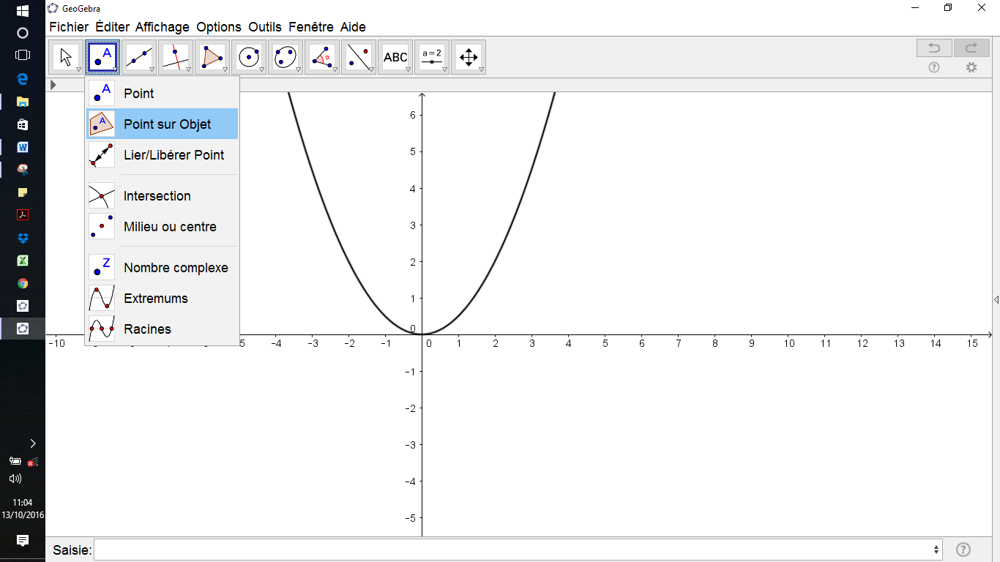 GeoGebra
Fichier Éditer Affichage Options Outils Fenêtre Aide
A ABC a=2
A Point
A Point sur Objet
Lier/Libérer Point
Intersection
Milieu ou centre
Z Nombre complexe
Extremums
Racines
6
5
4
3
2
1
0
-10 5 -4 -3 -2 -1 0 1 2 3 4 5 6 7 8 9 10 11 12 13 14 15
-1
-2
-3
-4
-5
11:04
13/10/2016
Saisie: